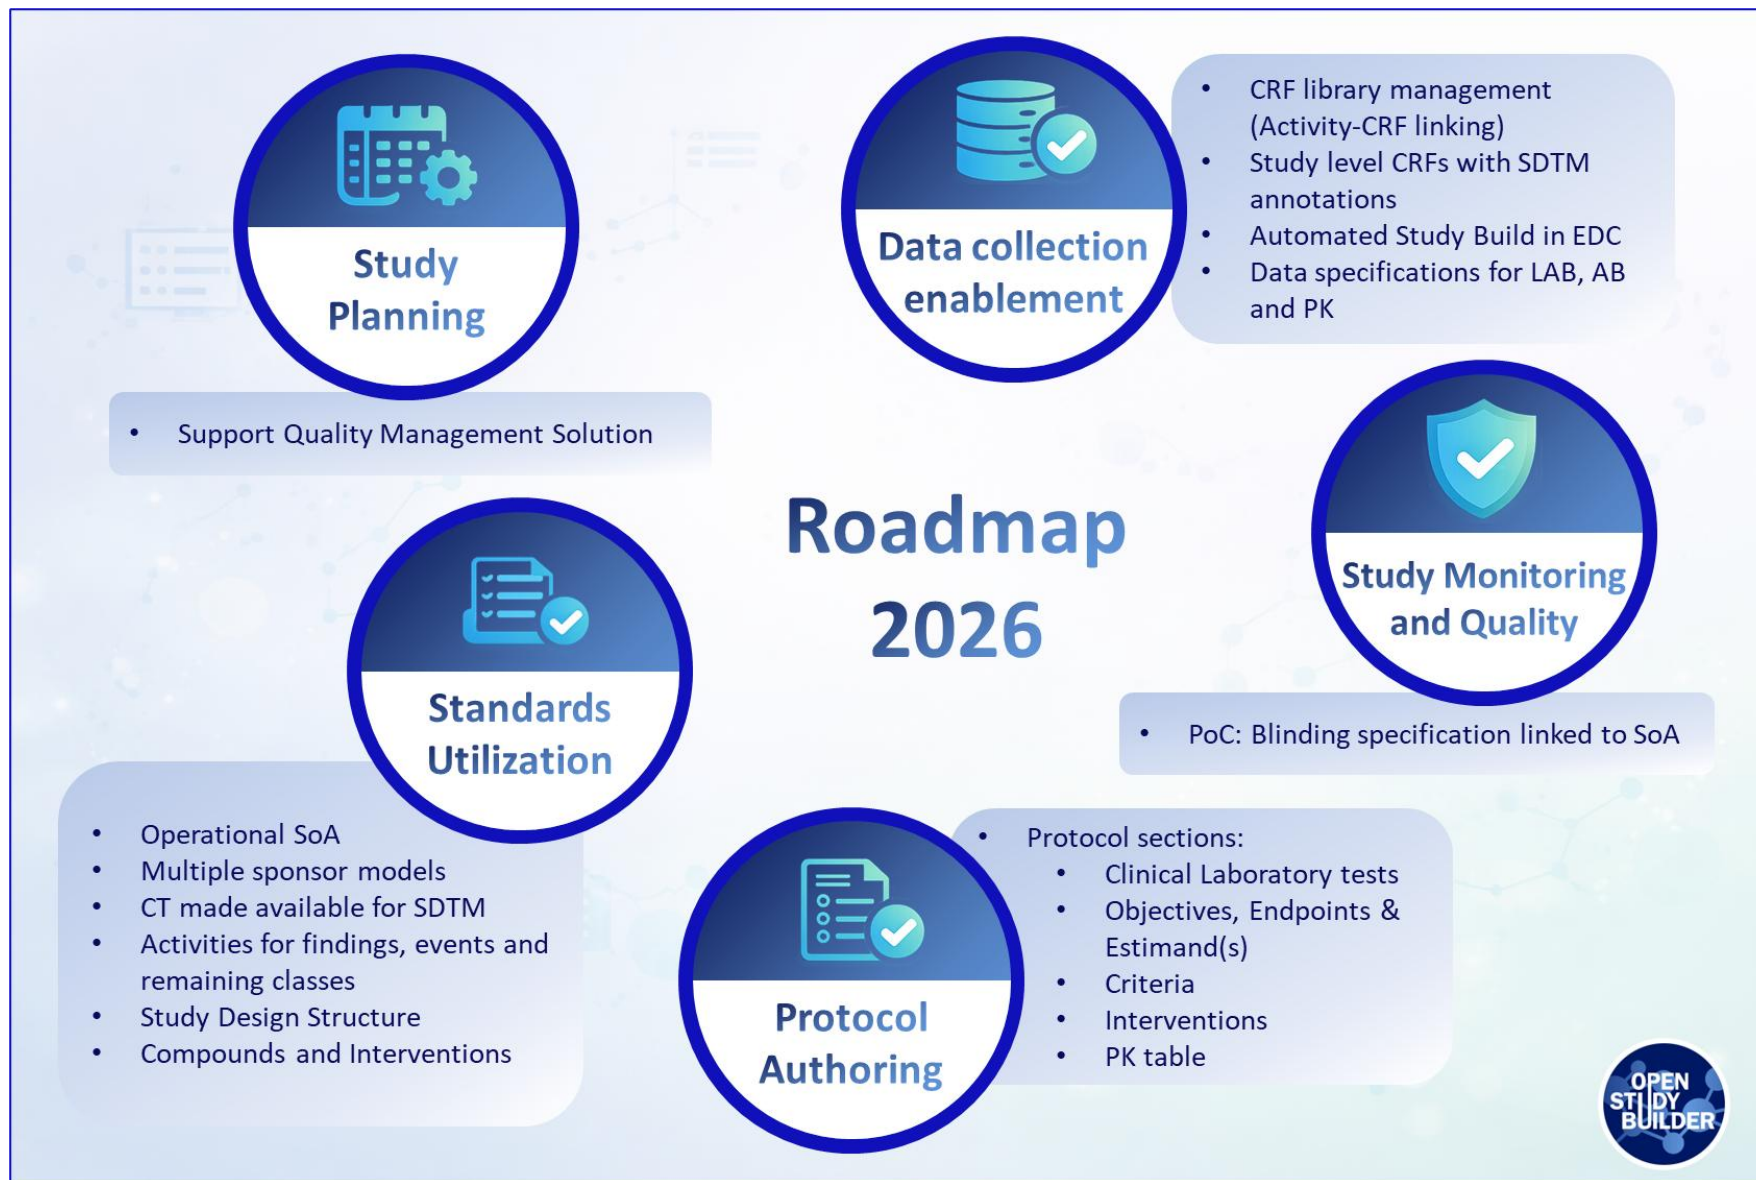 Study
Planning
• Support Quality Management Solution
Data collection
enablement
• CRF library management
(Activity-CRF linking)
• Study level CRFs with SDTM
annotations
• Automated Study Build in EDC
• Data specifications for LAB, AB
and PK
Roadmap
2026
Study Monitoring
and Quality
• PoC: Blinding specification linked to SoA
Standards
Utilization
• Operational SoA
• Multiple sponsor models
• CT made available for SDTM
• Activities for findings, events and
remaining classes
• Study Design Structure
• Compounds and Interventions
Protocol
Authoring
• Protocol sections:
• Clinical Laboratory tests
• Objectives, Endpoints &
Estimand(s)
• Criteria
• Interventions
• PK table
OPEN
STUDY
BUILDER